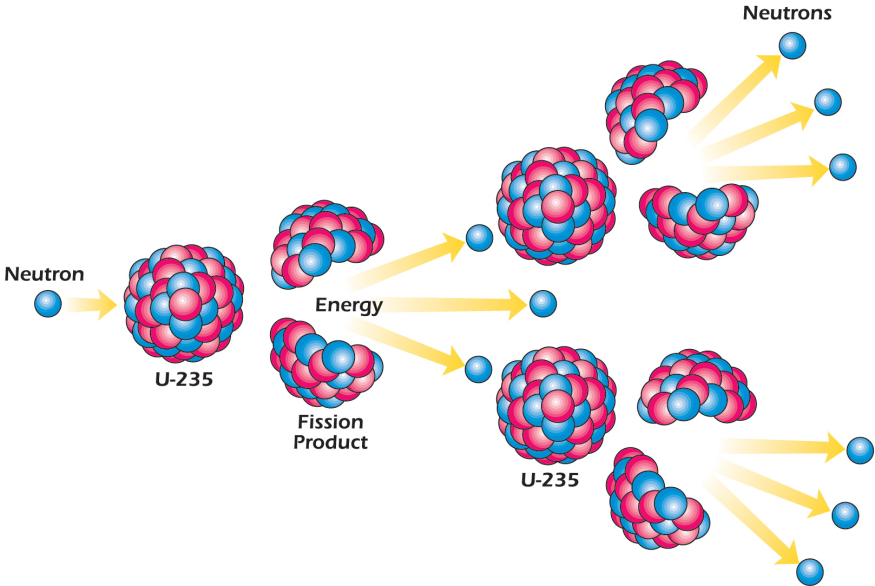 Neutrons
Neutron
Energy
U-235
Fission
Product
U-235